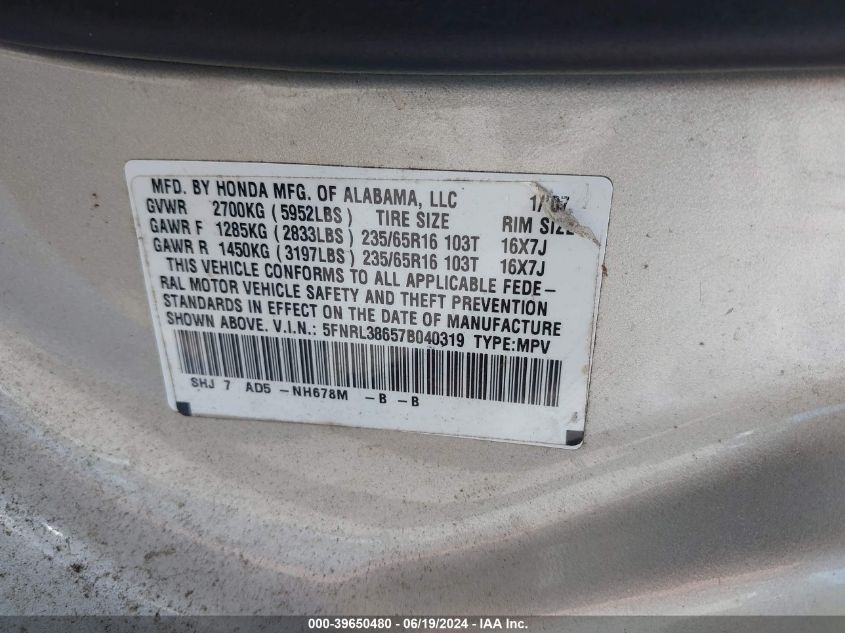 MFD. BY HONDA MFG. OF ALABAMA, LLC 1/'07
GVWR 2700KG (5952LBS) TIRE SIZE RIM SIZE
GAWR F 1285KG (2833LBS) 235/65R16 103T 16X7J
GAWR R 1450KG (3197LBS) 235/65R16 103T 16X7J
THIS VEHICLE CONFORMS TO ALL APPLICABLE FEDE-
RAL MOTOR VEHICLE SAFETY AND THEFT PREVENTION
STANDARDS IN EFFECT ON THE DATE OF MANUFACTURE
SHOWN ABOVE. V.I.N.: 5FNRL38657B040319 TYPE:MPV
SHJ 7 AD5 -NH678M -B -B
000-39650480 - 06/19/2024 - IAA Inc.